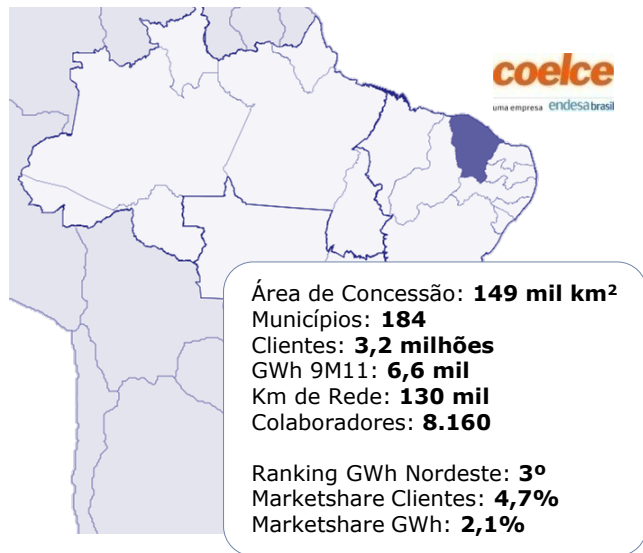 coelce
uma empresa endesabrasil
Área de Concessão: 149 mil km²
Municípios: 184
Clientes: 3,2 milhões
GWh 9M11: 6,6 mil
Km de Rede: 130 mil
Colaboradores: 8.160
Ranking GWh Nordeste: 3º
Marketshare Clientes: 4,7%
Marketshare GWh: 2,1%